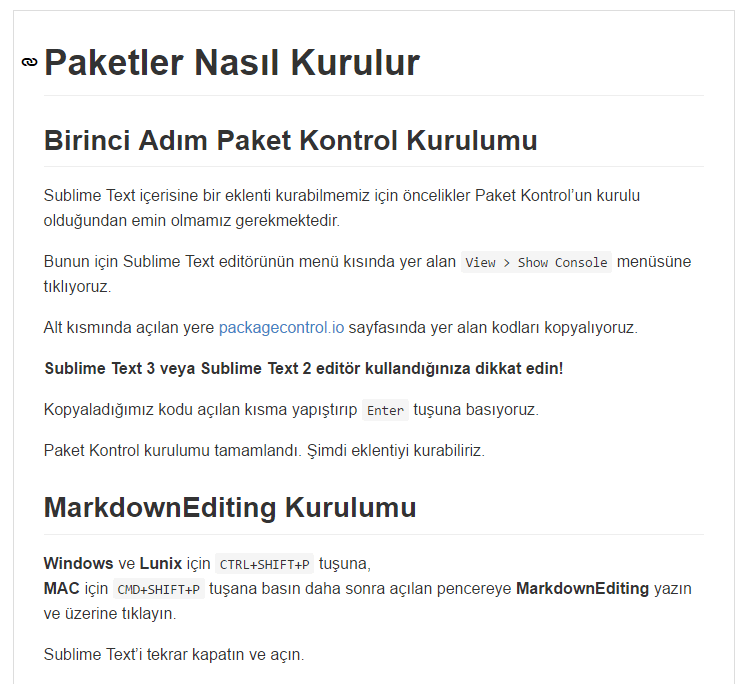 Paketler Nasıl Kurulur
Birinci Adım Paket Kontrol Kurulumu
Sublime Text içerisine bir eklenti kurabilmemiz için öncelikler Paket Kontrol’un kurulu
olduğundan emin olmamız gerekmektedir.
Bunun için Sublime Text editörünün menü kısında yer alan View > Show Console menüsüne
tıklıyoruz.
Alt kısmında açılan yere packagecontrol.io sayfasında yer alan kodları kopyalıyoruz.
Sublime Text 3 veya Sublime Text 2 editör kullandığınıza dikkat edin!
Kopyaladığımız kodu açılan kısma yapıştırıp Enter tuşuna basıyoruz.
Paket Kontrol kurulumu tamamlandı. Şimdi eklentiyi kurabiliriz.
MarkdownEditing Kurulumu
Windows ve Lunix için CTRL+SHIFT+P tuşuna,
MAC için CMD+SHIFT+P tuşana basın daha sonra açılan pencereye MarkdownEditing yazın
ve üzerine tıklayın.
Sublime Text’i tekrar kapatın ve açın.